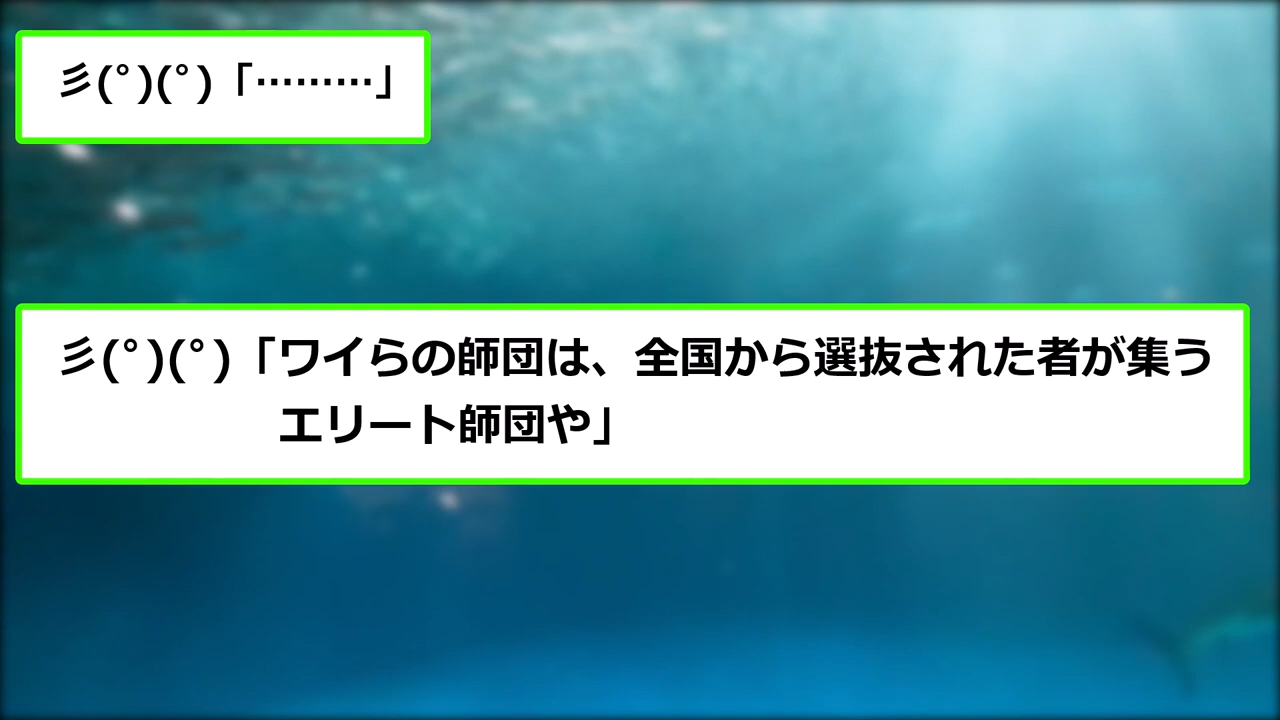 彡(ﾟ)(ﾟ)「………」
彡(ﾟ)(ﾟ)「ワイらの師団は、全国から選抜された者が集う
エリート師団や」